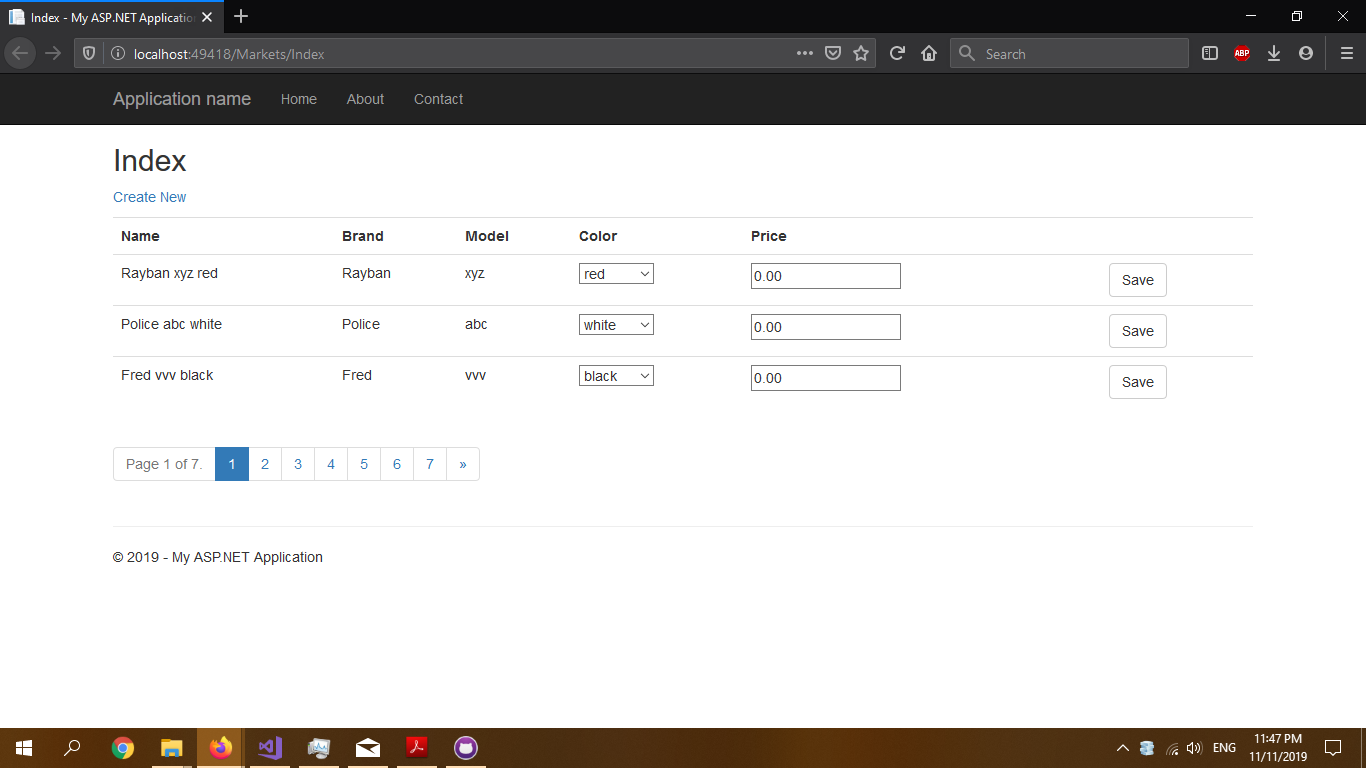 Index - My ASP.NET Applicatio
localhost:49418/Markets/Index
Search
ABP
Application name Home About Contact
Index
Create New
Name Brand Model Color Price
Rayban xyz red Rayban xyz red 0.00 Save
Police abc white Police abc white 0.00 Save
Fred vvv black Fred vvv black 0.00 Save
Page 1 of 7. 1 2 3 4 5 6 7 »
© 2019 - My ASP.NET Application
ENG
11:47 PM
11/11/2019